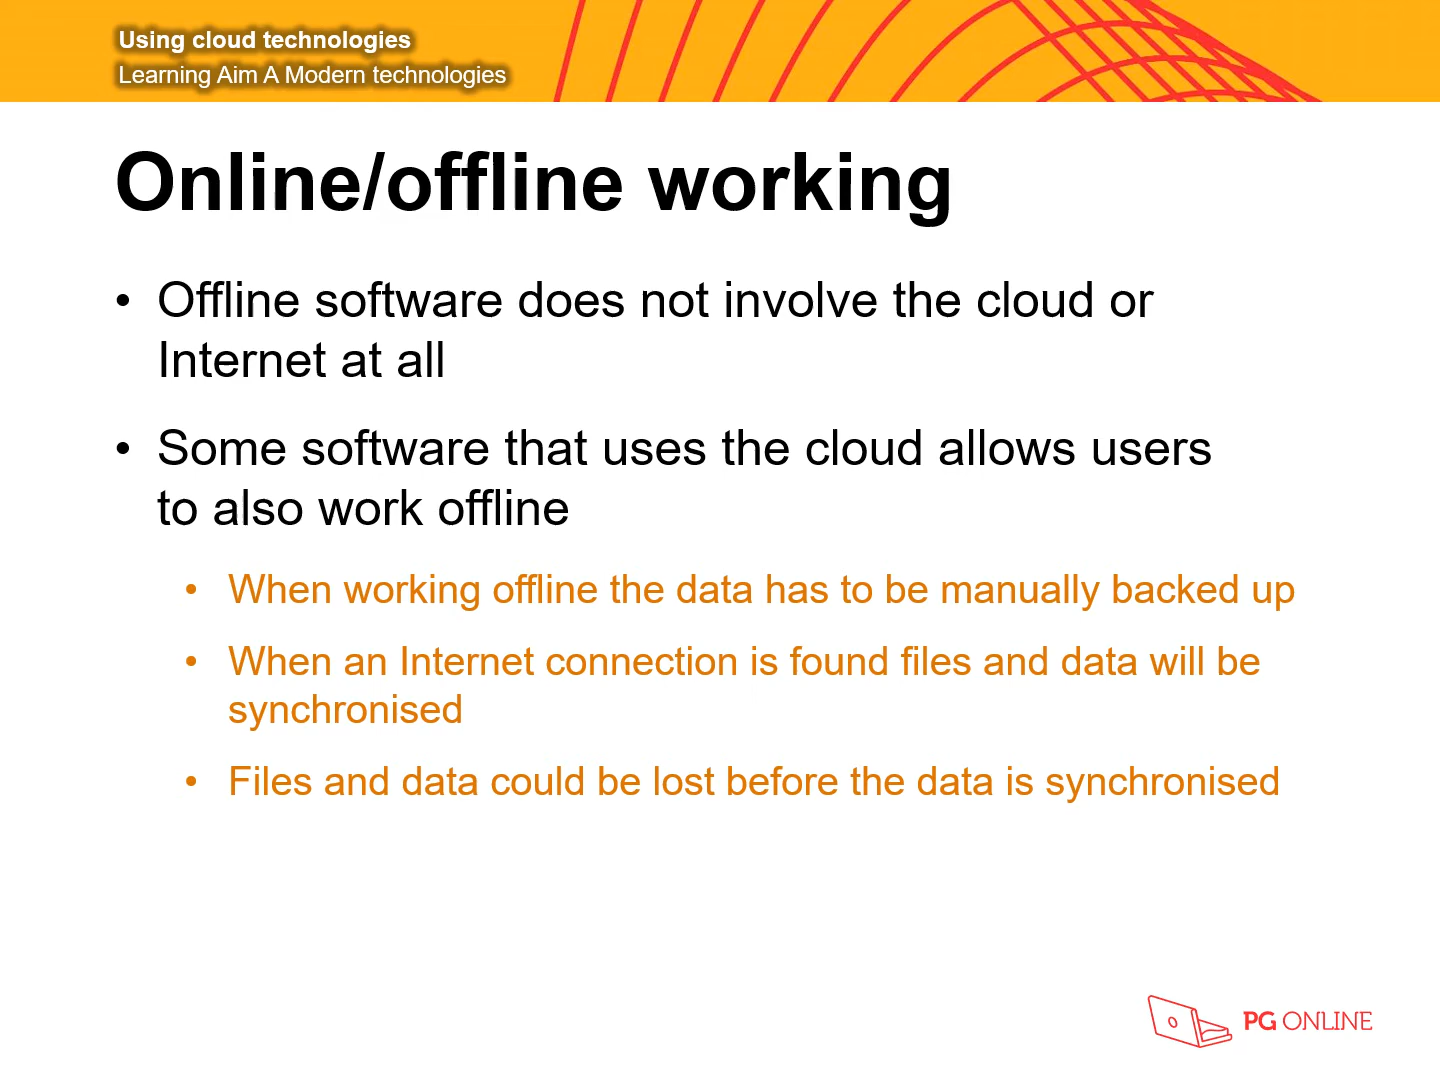 Using cloud technologies
Learning Aim A Modern technologies
Online/offline working
• Offline software does not involve the cloud or
Internet at all
• Some software that uses the cloud allows users
to also work offline
• When working offline the data has to be manually backed up
• When an Internet connection is found files and data will be
synchronised
• Files and data could be lost before the data is synchronised
PG ONLINE